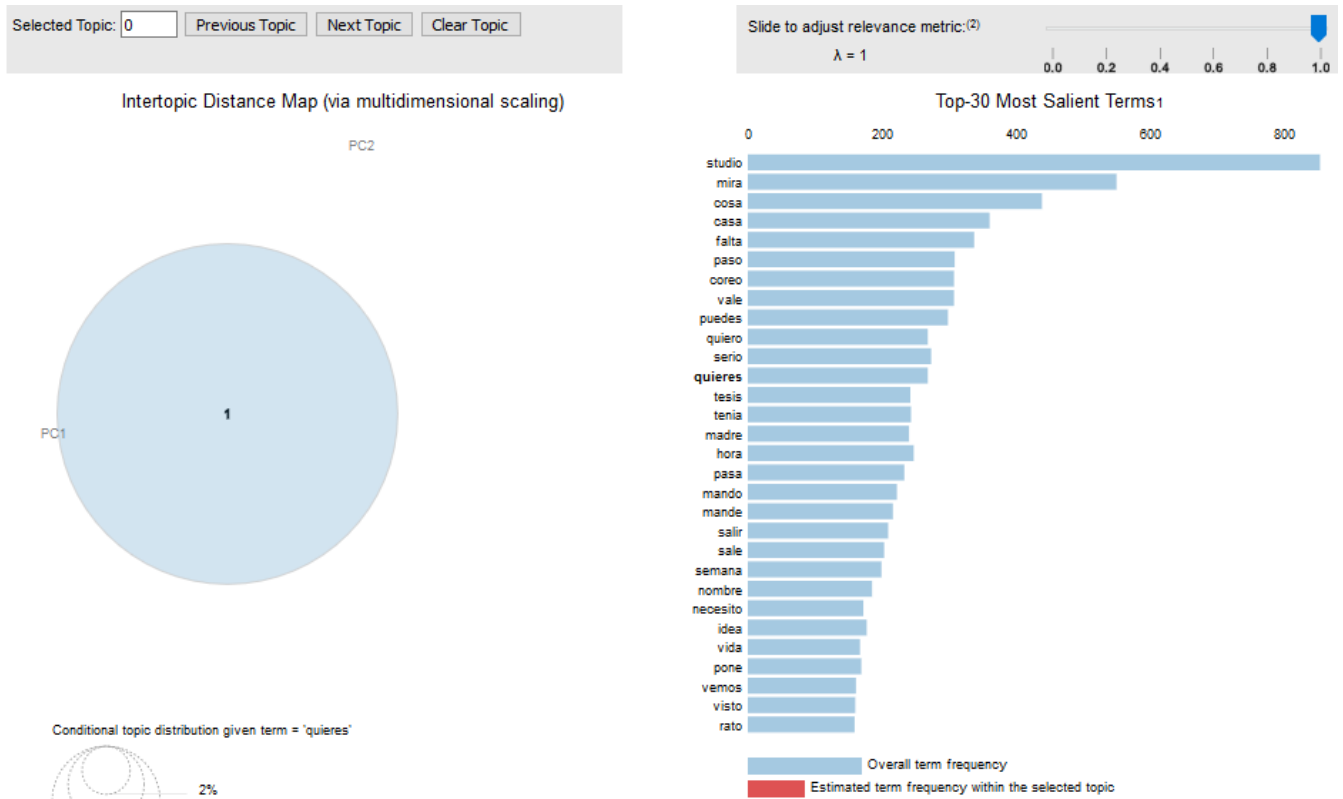 Selected Topic: 0 Previous Topic Next Topic Clear Topic
Slide to adjust relevance metric:(2)
λ = 1
0.0 0.2 0.4 0.6 0.8 1.0
Intertopic Distance Map (via multidimensional scaling)
PC2
PC1
1
Conditional topic distribution given term = 'quieres'
2%
Top-30 Most Salient Terms1
0 200 400 600 800
studio
mira
cosa
casa
falta
paso
coreo
vale
puedes
quiero
serio
quieres
tesis
tenia
madre
hora
pasa
mando
mande
salir
sale
semana
nombre
necesito
idea
vida
pone
vemos
visto
rato
Overall term frequency
Estimated term frequency within the selected topic